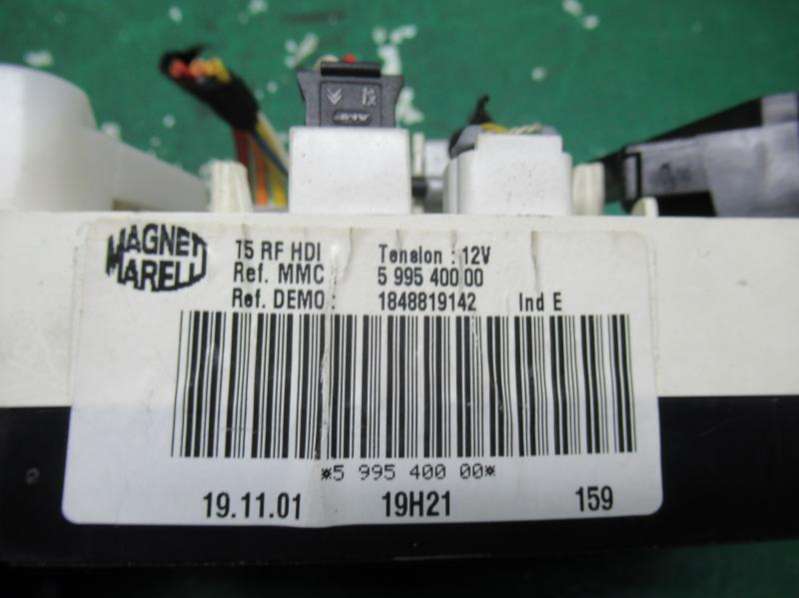 MAGNETI
MARELLI
T5 RF HDI Tension : 12V
Ref. MMC 5 995 400 00
Ref. DEMO : 1848819142 Ind E
*5 995 400 00*
19.11.01 19H21 159